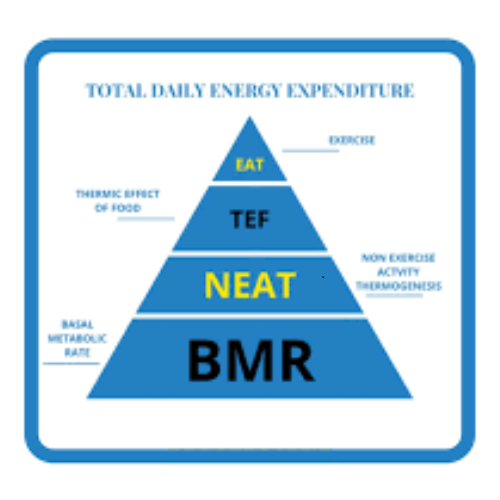 TOTAL DAILY ENERGY EXPENDITURE
EXERCISE
EAT
THERMIC EFFECT
OF FOOD
TEF
NON EXERCISE
ACTVITY
THERMOGENESIS
NEAT
BASAL
METABOLIC
RATE
BMR